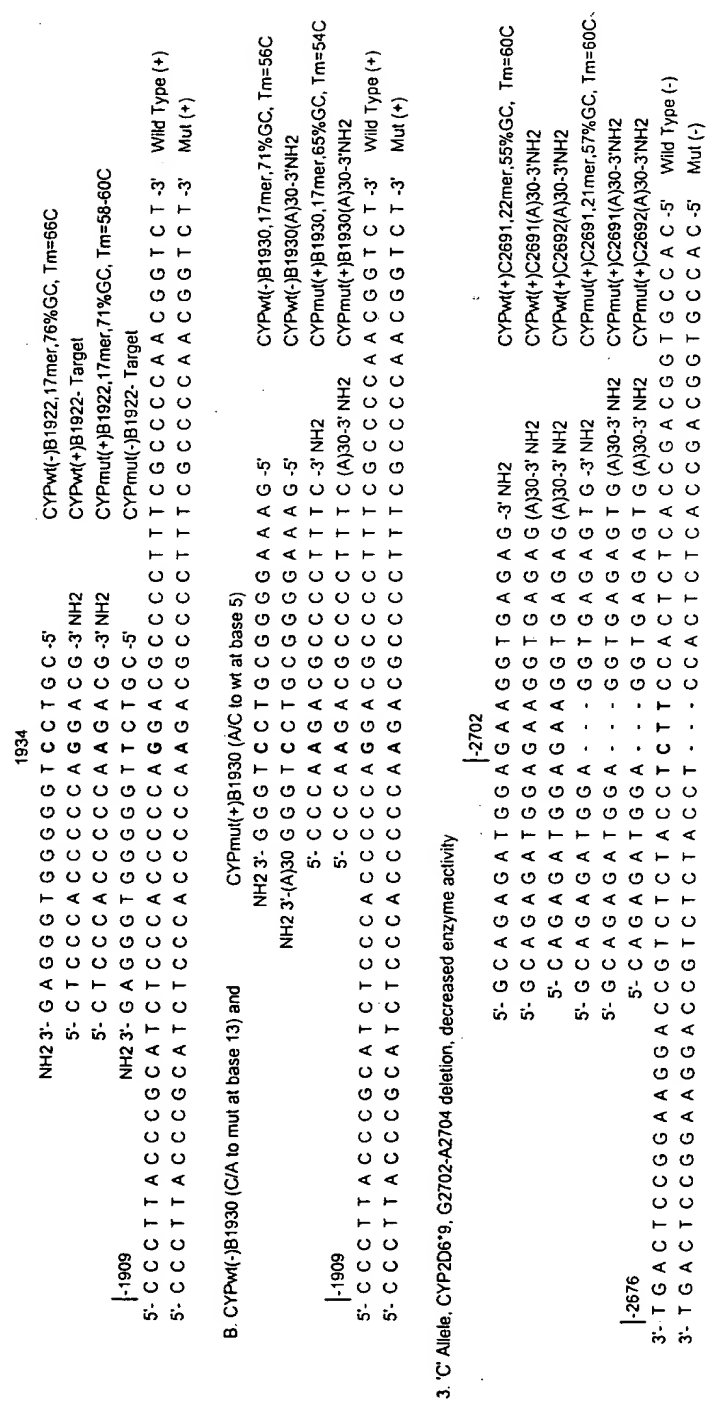 1934
NH2 3'- G A G G G T G G G G G T C C T G C -5' CYPwt(-)B1922,17mer,76%GC, Tm=66C
5'- C T C C C A C C C C C A G G A C G -3' NH2 CYPwt(+)B1922- Target
5'- C T C C C A C C C C C A A G A C G -3' NH2 CYPmut(+)B1922,17mer,71%GC, Tm=58-60C
NH2 3'- G A G G G T G G G G G T T C T G C -5' CYPmut(-)B1922- Target
|-1909
5'- C C C T T A C C C G C A T C T C C C A C C C C C A G G A C G C C C C T T T C G C C C C A A C G G T C T -3' Wild Type (+)
5'- C C C T T A C C C G C A T C T C C C A C C C C C A A G A C G C C C C T T T C G C C C C A A C G G T C T -3' Mut (+)
B. CYPwt(-)B1930 (C/A to mut at base 13) and CYPmut(+)B1930 (A/C to wt at base 5)
NH2 3'- G G G T C C T G C G G G G A A A G -5' CYPwt(-)B1930,17mer,71%GC, Tm=56C
NH2 3'-(A)30 G G G T C C T G C G G G G A A A G -5' CYPwt(-)B1930(A)30-3'NH2
5'- C C C A A G A C G C C C C T T T C -3' NH2 CYPmut(+)B1930,17mer,65%GC, Tm=54C
5'- C C C A A G A C G C C C C T T T C (A)30-3' NH2 CYPmut(+)B1930(A)30-3'NH2
|-1909
5'- C C C T T A C C C G C A T C T C C C A C C C C C A G G A C G C C C C T T T C G C C C C A A C G G T C T -3' Wild Type (+)
5'- C C C T T A C C C G C A T C T C C C A C C C C C A A G A C G C C C C T T T C G C C C C A A C G G T C T -3' Mut (+)
3. 'C' Allele, CYP2D6*9, G2702-A2704 deletion, decreased enzyme activity
|-2702
5'- G C A G A G A T G G A G A A G G T G A G A G -3' NH2 CYPwt(+)C2691,22mer,55%GC, Tm=60C
5'- G C A G A G A T G G A G A A G G T G A G A G (A)30-3' NH2 CYPwt(+)C2691(A)30-3'NH2
5'- C A G A G A T G G A G A A G G T G A G A G (A)30-3' NH2 CYPwt(+)C2692(A)30-3'NH2
5'- G C A G A G A T G G A - - - G G T G A G A G T G -3' NH2 CYPmut(+)C2691,21mer,57%GC, Tm=60C
5'- G C A G A G A T G G A - - - G G T G A G A G T G (A)30-3' NH2 CYPmut(+)C2691(A)30-3'NH2
5'- C A G A G A T G G A - - - G G T G A G A G T G (A)30-3' NH2 CYPmut(+)C2692(A)30-3'NH2
|-2676
3'- T G A C T C C G G A A G G A C C G T C T C T A C C T C T T C C A C T C T C A C C G A C G G T G C C A C -5' Wild Type (-)
3'- T G A C T C C G G A A G G A C C G T C T C T A C C T - - - C C A C T C T C A C C G A C G G T G C C A C -5' Mut (-)